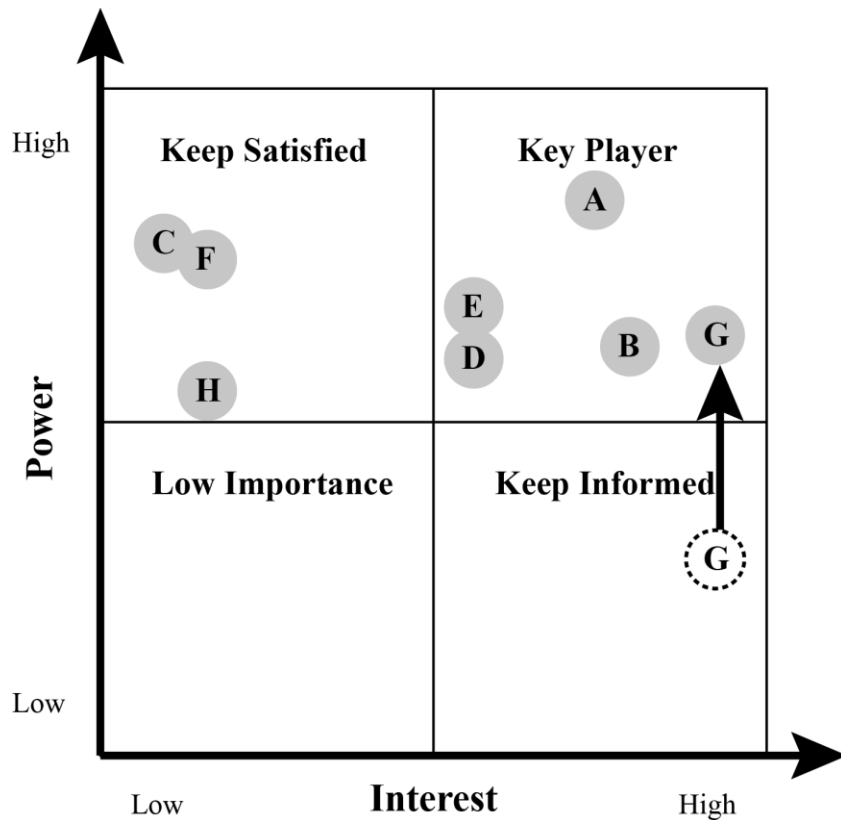 High
Keep Satisfied
Key Player
A
C
F
E
G
B
D
H
Power
Low Importance
Keep Informed
G
Low
Low
Interest
High